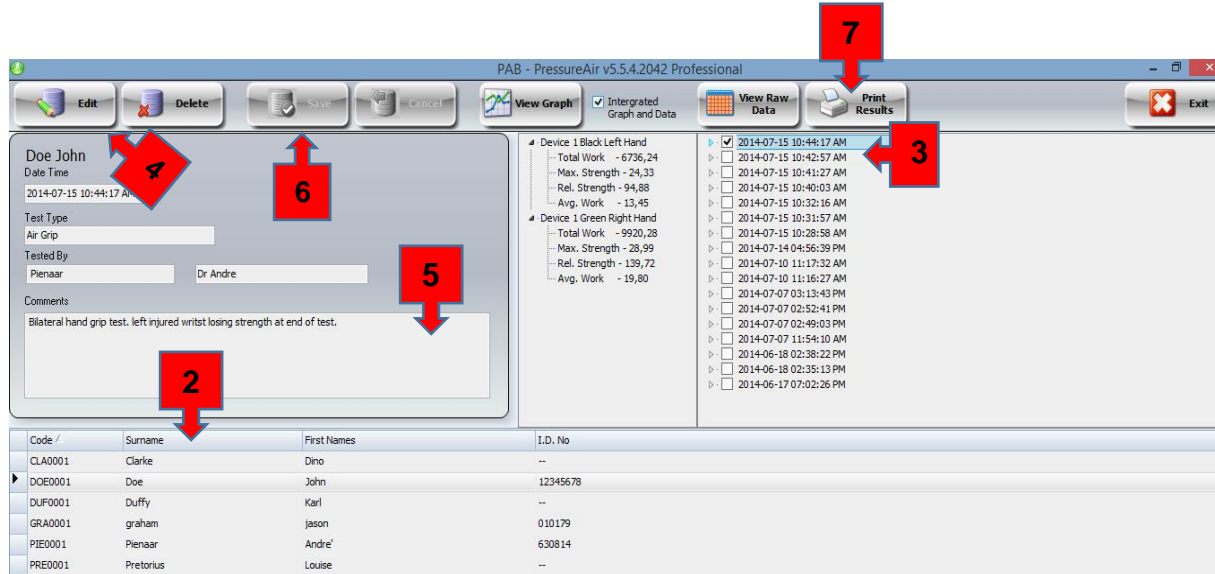 7
PAB - PressureAir v5.5.4.2042 Professional
Edit
Delete
Save
Cancel
View Graph
Intergrated
Graph and Data
View Raw
Data
Print
Results
Exit
4
6
3
Doe John
Date Time
2014-07-15 10:44:17 AM
Test Type
Air Grip
Tested By
Pienaar Dr Andre
5
Comments
Bilateral hand grip test. left injured writst losing strength at end of test.
2
Device 1 Black Left Hand
Total Work - 6736,24
Max. Strength - 24,33
Rel. Strength - 94,88
Avg. Work - 13,45
Device 1 Green Right Hand
Total Work - 9920,28
Max. Strength - 28,99
Rel. Strength - 139,72
Avg. Work - 19,80
2014-07-15 10:44:17 AM
2014-07-15 10:42:57 AM
2014-07-15 10:41:27 AM
2014-07-15 10:40:03 AM
2014-07-15 10:32:16 AM
2014-07-15 10:31:57 AM
2014-07-15 10:28:58 AM
2014-07-14 04:56:39 PM
2014-07-10 11:17:32 AM
2014-07-10 11:16:27 AM
2014-07-07 03:13:43 PM
2014-07-07 02:52:41 PM
2014-07-07 02:49:03 PM
2014-07-07 11:54:10 AM
2014-06-18 02:38:22 PM
2014-06-18 02:35:13 PM
2014-06-17 07:02:26 PM
Code Surname First Names I.D. No
CLA0001 Clarke Dino --
DOE0001 Doe John 12345678
DUF0001 Duffy Karl --
GRA0001 graham jason 010179
PIE0001 Pienaar Andre' 630814
PRE0001 Pretorius Louise --